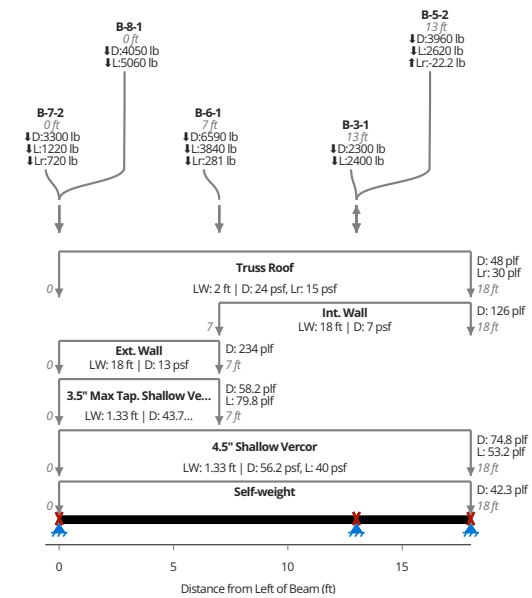 B-8-1
0 ft
⬇D:4050 lb
⬇L:5060 lb
B-5-2
13 ft
⬇D:3960 lb
⬇L:2620 lb
⬆Lr:-22.2 lb
B-7-2
0 ft
⬇D:3300 lb
⬇L:1220 lb
⬇Lr:720 lb
B-6-1
7 ft
⬇D:6590 lb
⬇L:3840 lb
⬇Lr:281 lb
B-3-1
13 ft
⬇D:2300 lb
⬇L:2400 lb
Truss Roof
LW: 2 ft | D: 24 psf, Lr: 15 psf
D: 48 plf
Lr: 30 plf
0
18 ft
Int. Wall
LW: 18 ft | D: 7 psf
D: 126 plf
7
18 ft
Ext. Wall
LW: 18 ft | D: 13 psf
D: 234 plf
0
7 ft
3.5" Max Tap. Shallow Ve...
LW: 1.33 ft | D: 43.7...
D: 58.2 plf
L: 79.8 plf
0
7 ft
4.5" Shallow Vercor
LW: 1.33 ft | D: 56.2 psf, L: 40 psf
D: 74.8 plf
L: 53.2 plf
0
18 ft
Self-weight
D: 42.3 plf
0
18 ft
0 5 10 15
Distance from Left of Beam (ft)